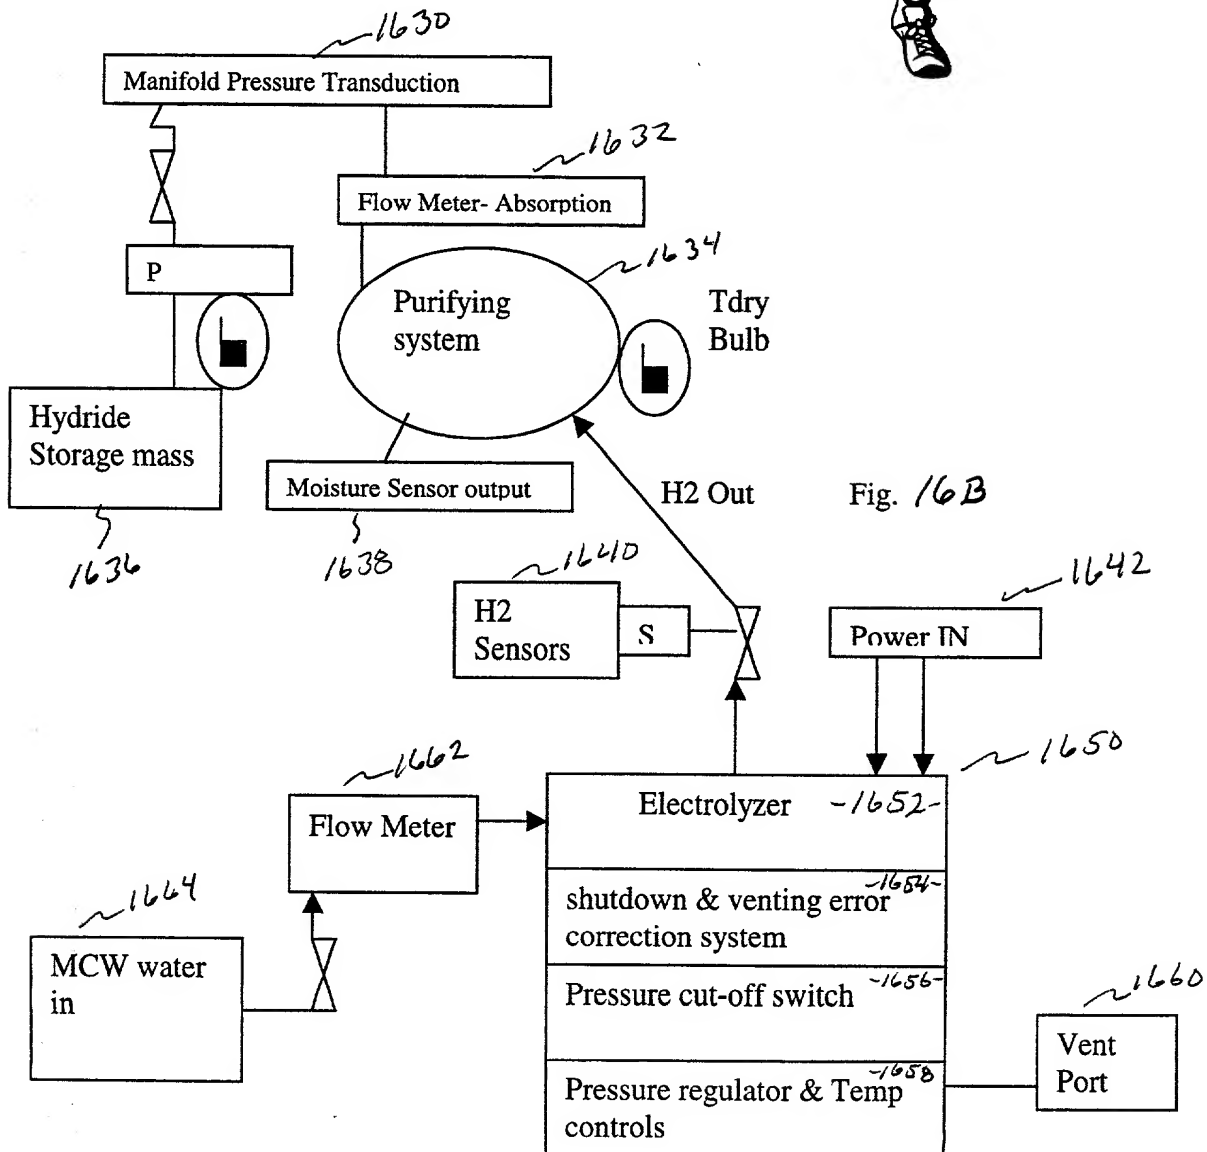 1630
Manifold Pressure Transduction
1632
Flow Meter- Absorption
1634
P
Purifying
system
Tdry
Bulb
Hydride
Storage mass
Moisture Sensor output
H2 Out
Fig. 16B
1636
1638
1640
1642
H2
Sensors
S
Power IN
1650
1662
Electrolyzer -1652-
Flow Meter
-1654-
shutdown & venting error
correction system
1664
MCW water
in
-1656-
Pressure cut-off switch
1660
Vent
Port
-1658
Pressure regulator & Temp
controls